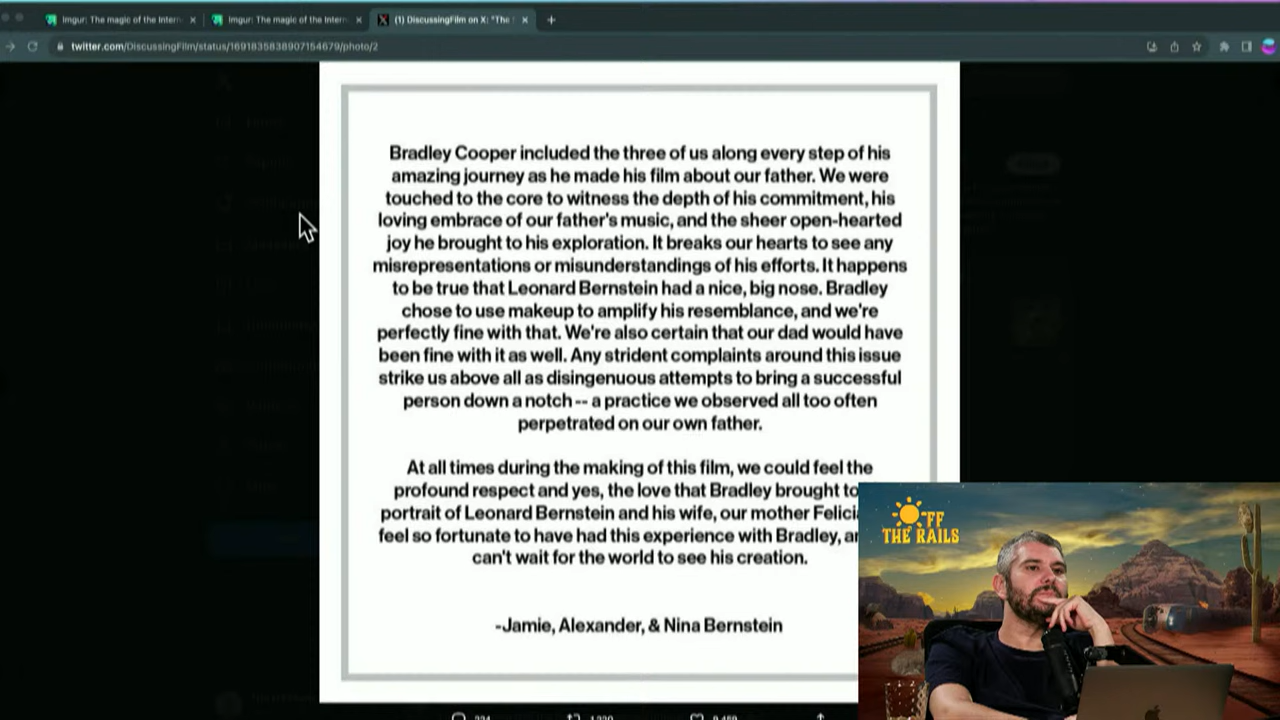 Imgur: The magic of the Intern
Imgur: The magic of the Intern
(1) DiscussingFilm on X: "The
twitter.com/DiscussingFilm/status/1691835838907154679/photo/2
Bradley Cooper included the three of us along every step of his
amazing journey as he made his film about our father. We were
touched to the core to witness the depth of his commitment, his
loving embrace of our father's music, and the sheer open-hearted
joy he brought to his exploration. It breaks our hearts to see any
misrepresentations or misunderstandings of his efforts. It happens
to be true that Leonard Bernstein had a nice, big nose. Bradley
chose to use makeup to amplify his resemblance, and we're
perfectly fine with that. We're also certain that our dad would have
been fine with it as well. Any strident complaints around this issue
strike us above all as disingenuous attempts to bring a successful
person down a notch -- a practice we observed all too often
perpetrated on our own father.
At all times during the making of this film, we could feel the
profound respect and yes, the love that Bradley brought to
portrait of Leonard Bernstein and his wife, our mother Felici
feel so fortunate to have had this experience with Bradley, a
can't wait for the world to see his creation.
-Jamie, Alexander, & Nina Bernstein
OFF
THE RAILS